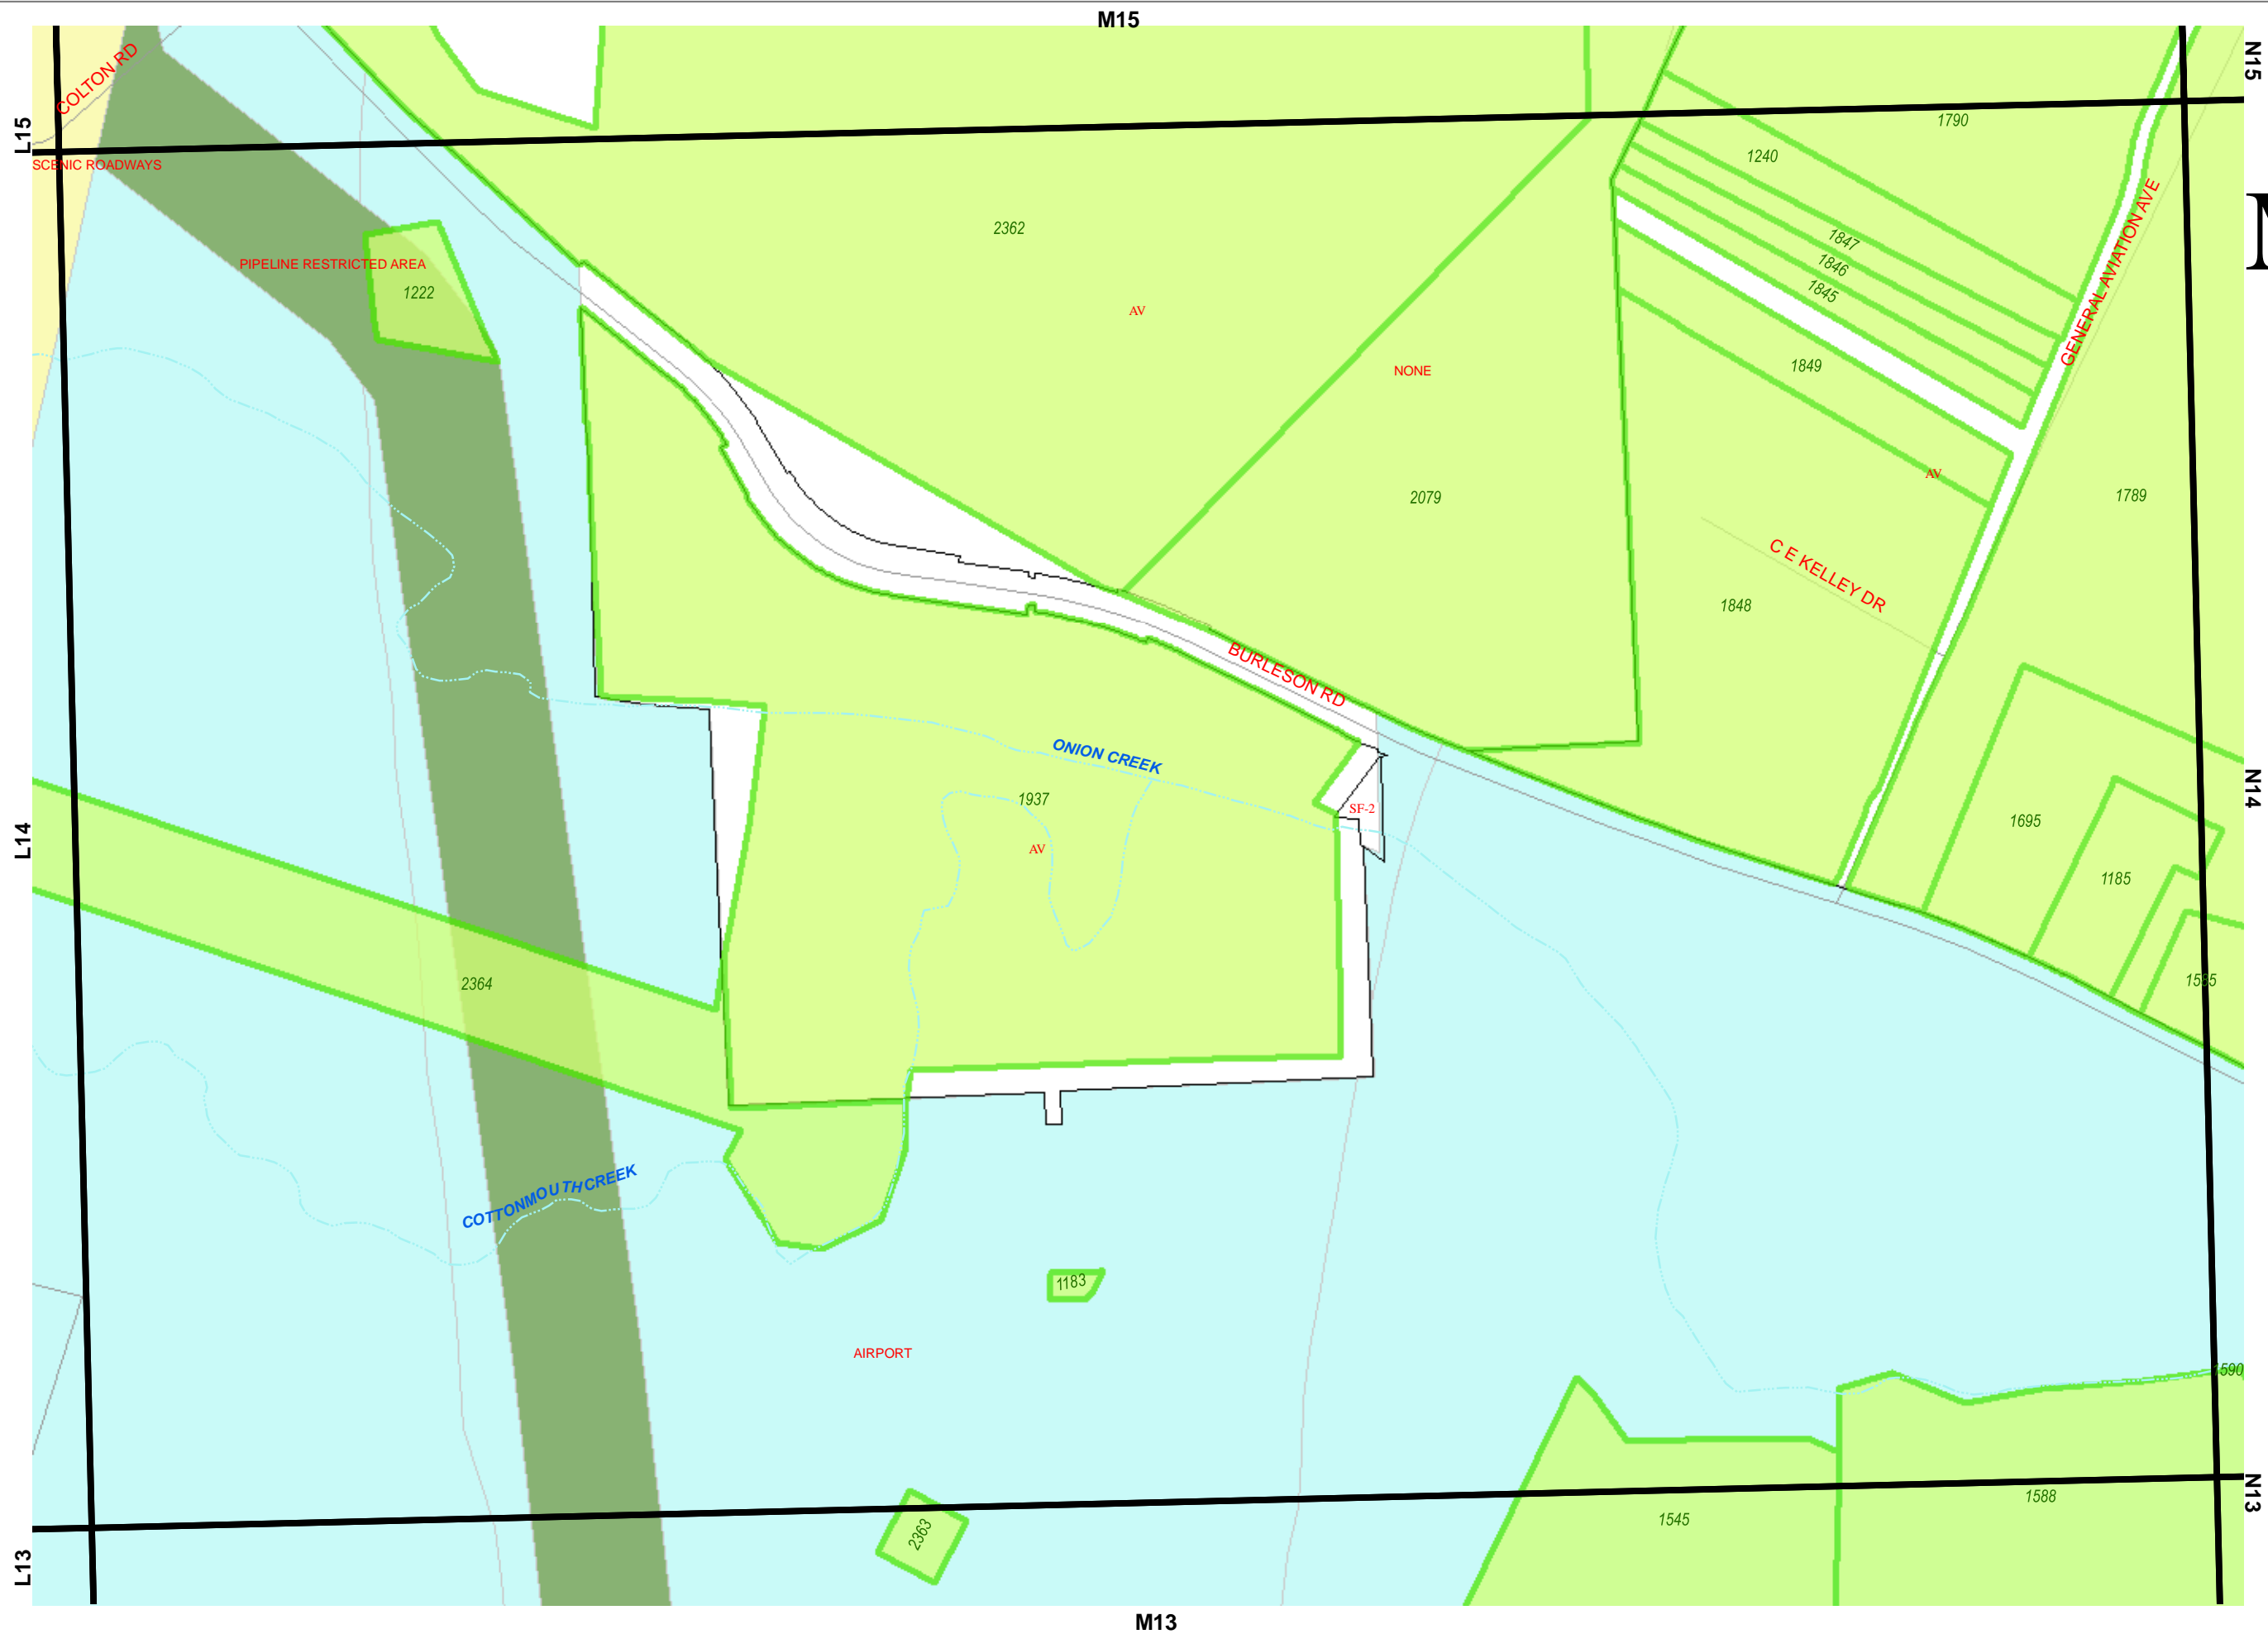 M15
N15
COLTON RD
L15
SCENIC ROADWAYS
1790
1240
GENERAL AVIATION AVE
2362
1847
PIPELINE RESTRICTED AREA
1846
1222
1845
AV
NONE
1849
AV
2079
1789
C E KELLEY DR
1848
BURLESON RD
ONION CREEK
N14
1937
SF-2
1695
L14
AV
1185
2364
COTTONMOUTH CREEK
1183
AIRPORT
1590
N13
1588
1545
2363
L13
M13